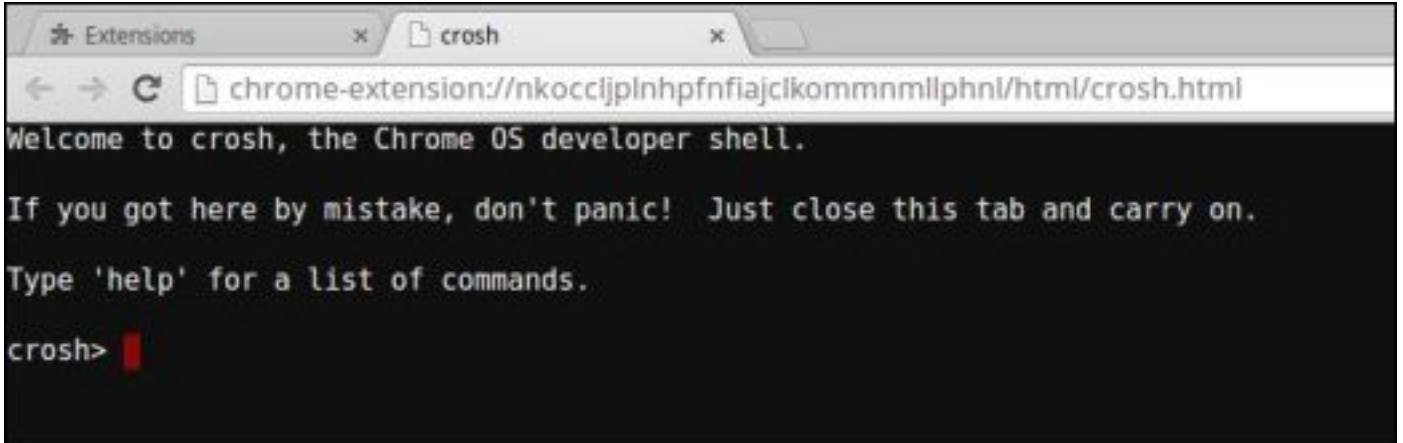 Extensions
crosh
chrome-extension://nkoccljplnhpfnfiajclkommnmllphnl/html/crosh.html
Welcome to crosh, the Chrome OS developer shell.
If you got here by mistake, don't panic!  Just close this tab and carry on.
Type 'help' for a list of commands.
crosh>